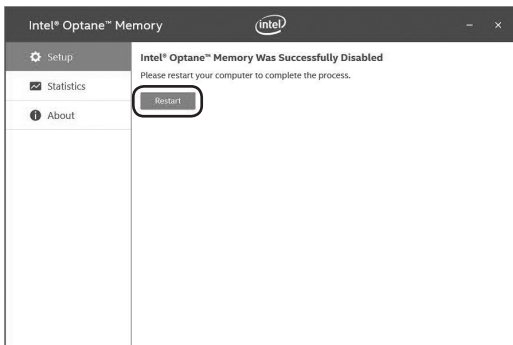 Intel® Optane™ Memory
intel
Setup
Statistics
About
Intel® Optane™ Memory Was Successfully Disabled
Please restart your computer to complete the process.
Restart